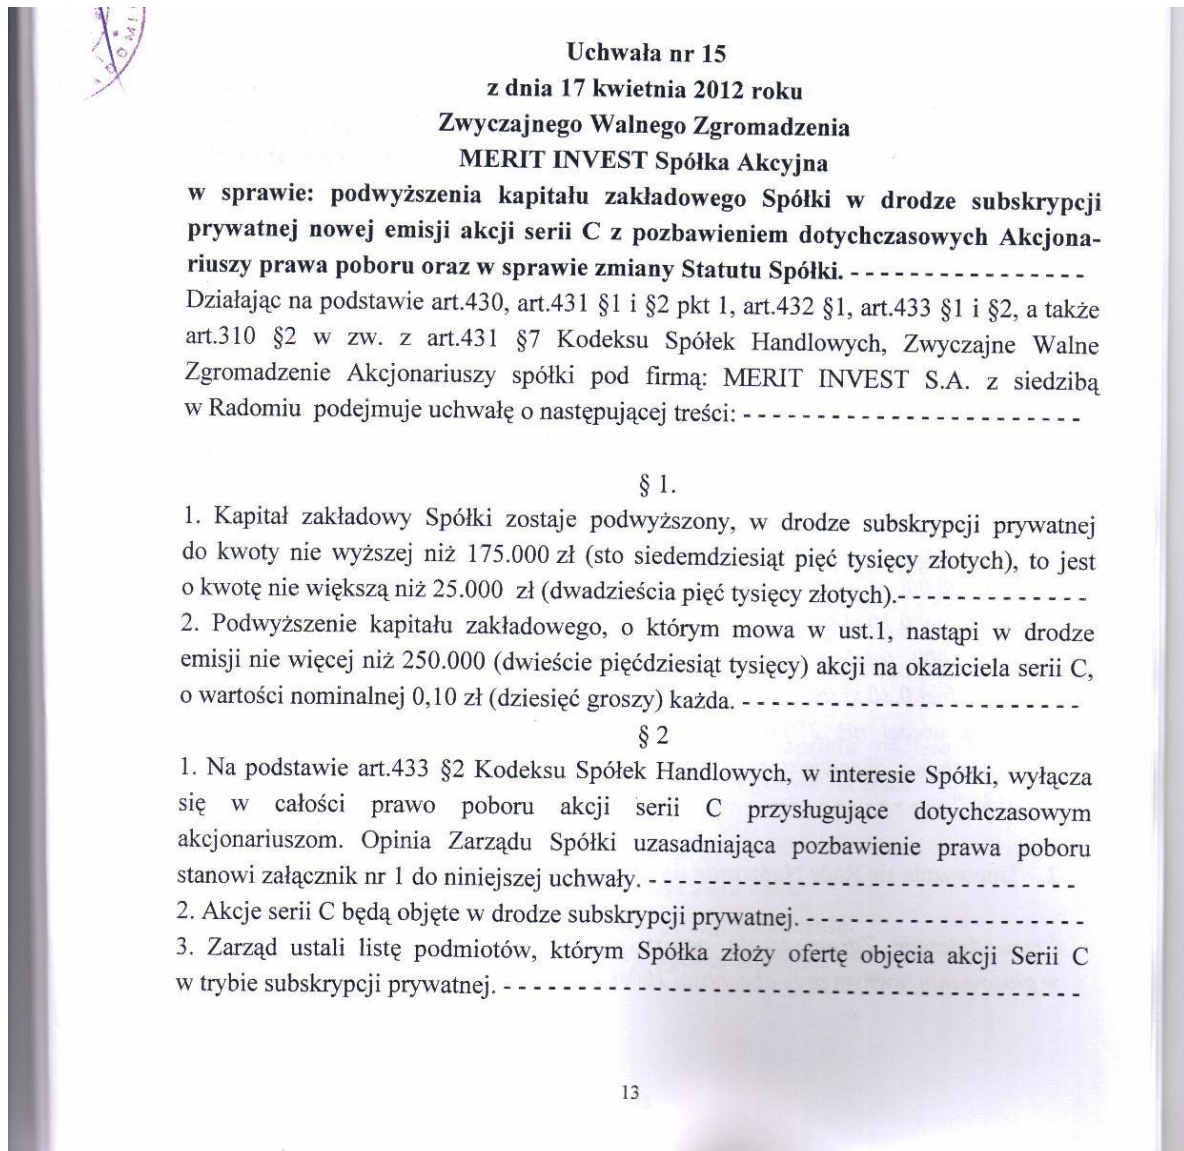 Uchwała nr 15
z dnia 17 kwietnia 2012 roku
Zwyczajnego Walnego Zgromadzenia
MERIT INVEST Spółka Akcyjna
w sprawie: podwyższenia kapitału zakładowego Spółki w drodze subskrypcji
prywatnej nowej emisji akcji serii C z pozbawieniem dotychczasowych Akcjona-
riuszy prawa poboru oraz w sprawie zmiany Statutu Spółki. - - - - - - - - - - - - - - - -
Działając na podstawie art.430, art.431 §1 i §2 pkt 1, art.432 §1, art.433 §1 i §2, a także
art.310 §2 w zw. z art.431 §7 Kodeksu Spółek Handlowych, Zwyczajne Walne
Zgromadzenie Akcjonariuszy spółki pod firmą: MERIT INVEST S.A. z siedzibą
w Radomiu podejmuje uchwałę o następującej treści: - - - - - - - - - - - - - - - - - - - - - - -
§ 1.
1. Kapitał zakładowy Spółki zostaje podwyższony, w drodze subskrypcji prywatnej
do kwoty nie wyższej niż 175.000 zł (sto siedemdziesiąt pięć tysięcy złotych), to jest
o kwotę nie większą niż 25.000 zł (dwadzieścia pięć tysięcy złotych).- - - - - - - - - - - - -
2. Podwyższenie kapitału zakładowego, o którym mowa w ust.1, nastąpi w drodze
emisji nie więcej niż 250.000 (dwieście pięćdziesiąt tysięcy) akcji na okaziciela serii C,
o wartości nominalnej 0,10 zł (dziesięć groszy) każda. - - - - - - - - - - - - - - - - - - - - - - -
§ 2
1. Na podstawie art.433 §2 Kodeksu Spółek Handlowych, w interesie Spółki, wyłącza
się w całości prawo poboru akcji serii C przysługujące dotychczasowym
akcjonariuszom. Opinia Zarządu Spółki uzasadniająca pozbawienie prawa poboru
stanowi załącznik nr 1 do niniejszej uchwały. - - - - - - - - - - - - - - - - - - - - - - - - - - - - -
2. Akcje serii C będą objęte w drodze subskrypcji prywatnej. - - - - - - - - - - - - - - - - - - -
3. Zarząd ustali listę podmiotów, którym Spółka złoży ofertę objęcia akcji Serii C
w trybie subskrypcji prywatnej. - - - - - - - - - - - - - - - - - - - - - - - - - - - - - - - - - - - - - - -
13